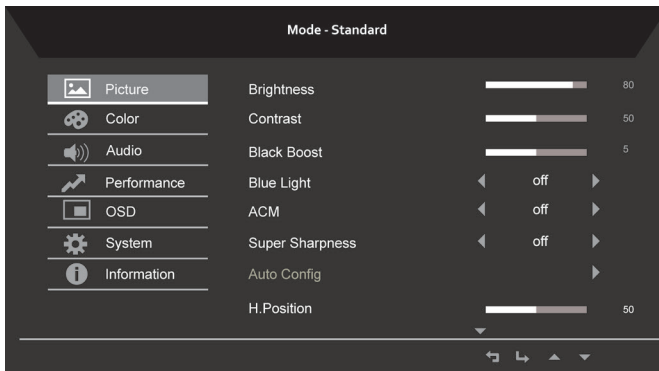 Mode - Standard
Picture
Brightness 80
Color
Contrast 50
Audio
Black Boost 5
Performance
Blue Light off
OSD
ACM off
System
Super Sharpness off
Information
Auto Config
H.Position 50